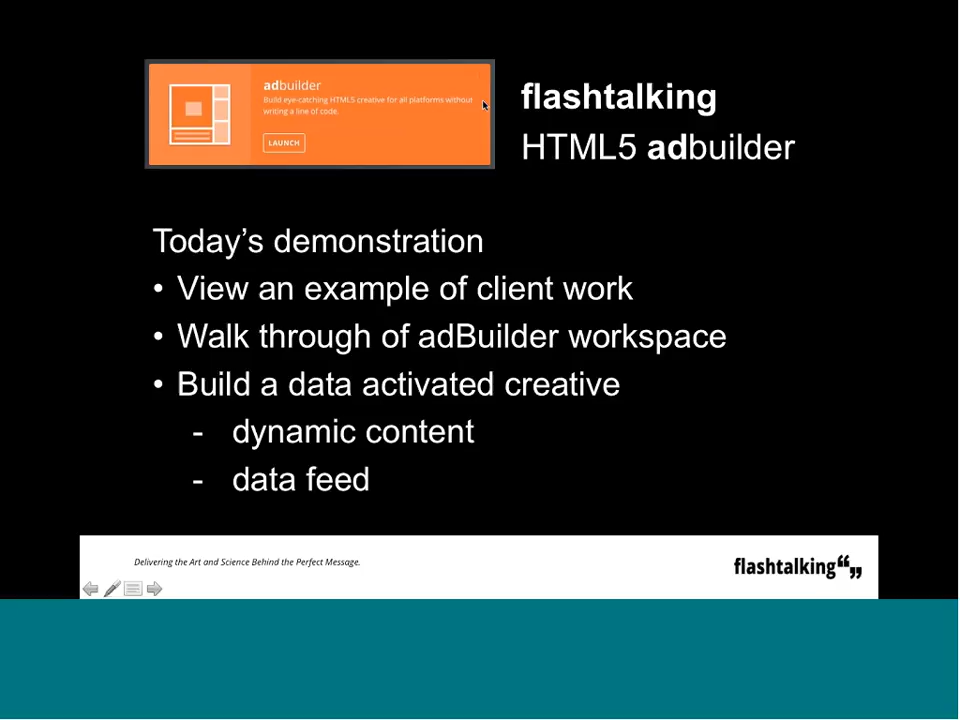 adbuilder
Build eye-catching HTML5 creative for all platforms without
writing a line of code.
LAUNCH
flashtalking
HTML5 adbuilder
Today’s demonstration
• View an example of client work
• Walk through of adBuilder workspace
• Build a data activated creative
- dynamic content
- data feed
Delivering the Art and Science Behind the Perfect Message.
flashtalking“„